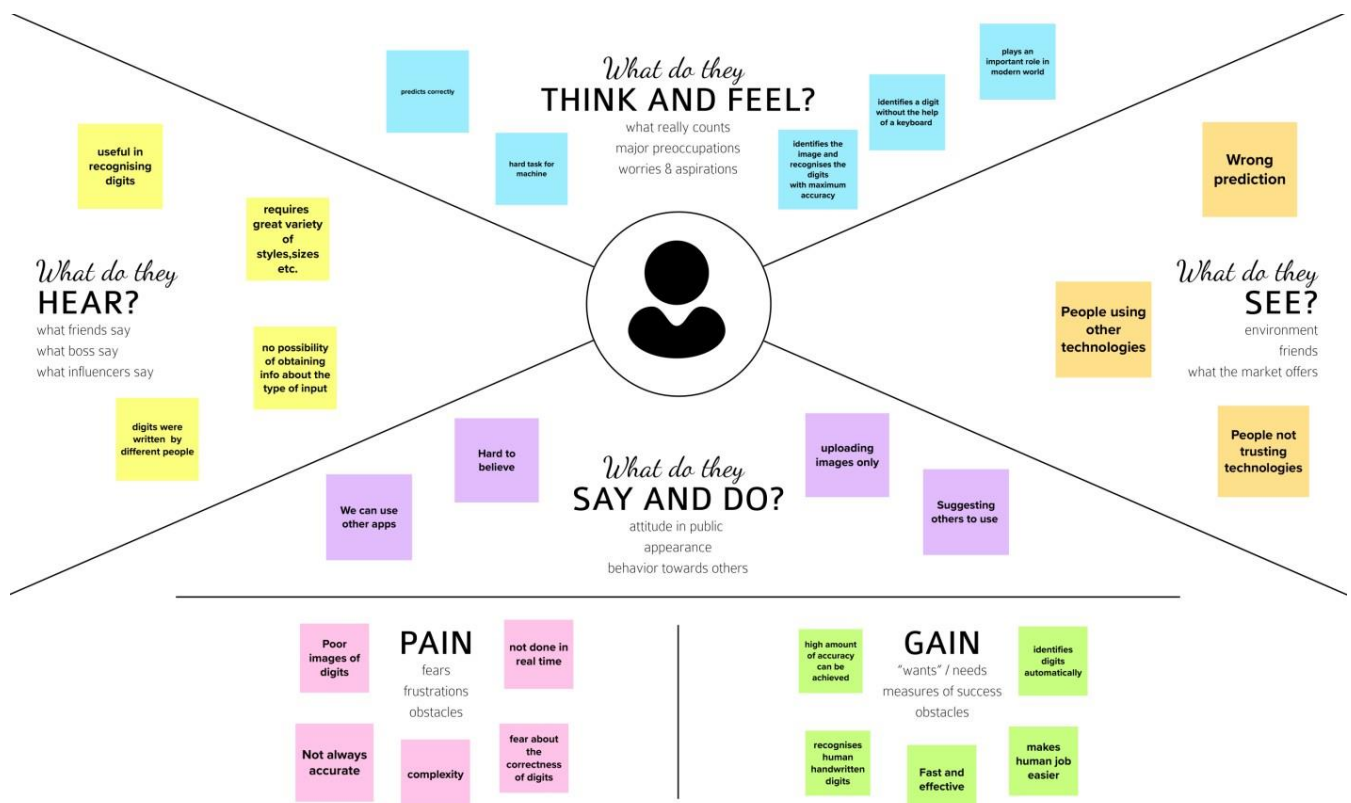 What do they
THINK AND FEEL?
what really counts
major preoccupations
worries & aspirations
predicts correctly
hard task for
machine
identifies the
image and
recognises the
digits
with maximum
accuracy
identifies a digit
without the help
of a keyboard
plays an
important role in
modern world
What do they
HEAR?
what friends say
what boss say
what influencers say
useful in
recognising
digits
requires
great variety
of
styles,sizes
etc.
no possibility
of obtaining
info about the
type of input
digits were
written by
different people
What do they
SEE?
environment
friends
what the market offers
Wrong
prediction
People using
other
technologies
People not
trusting
technologies
What do they
SAY AND DO?
attitude in public
appearance
behavior towards others
We can use
other apps
Hard to
believe
uploading
images only
Suggesting
others to use
PAIN
fears
frustrations
obstacles
Poor
images of
digits
not done in
real time
Not always
accurate
complexity
fear about
the
correctness
of digits
GAIN
"wants" / needs
measures of success
obstacles
high amount
of accuracy
can be
achieved
identifies
digits
automatically
recognises
human
handwritten
digits
Fast and
effective
makes
human job
easier